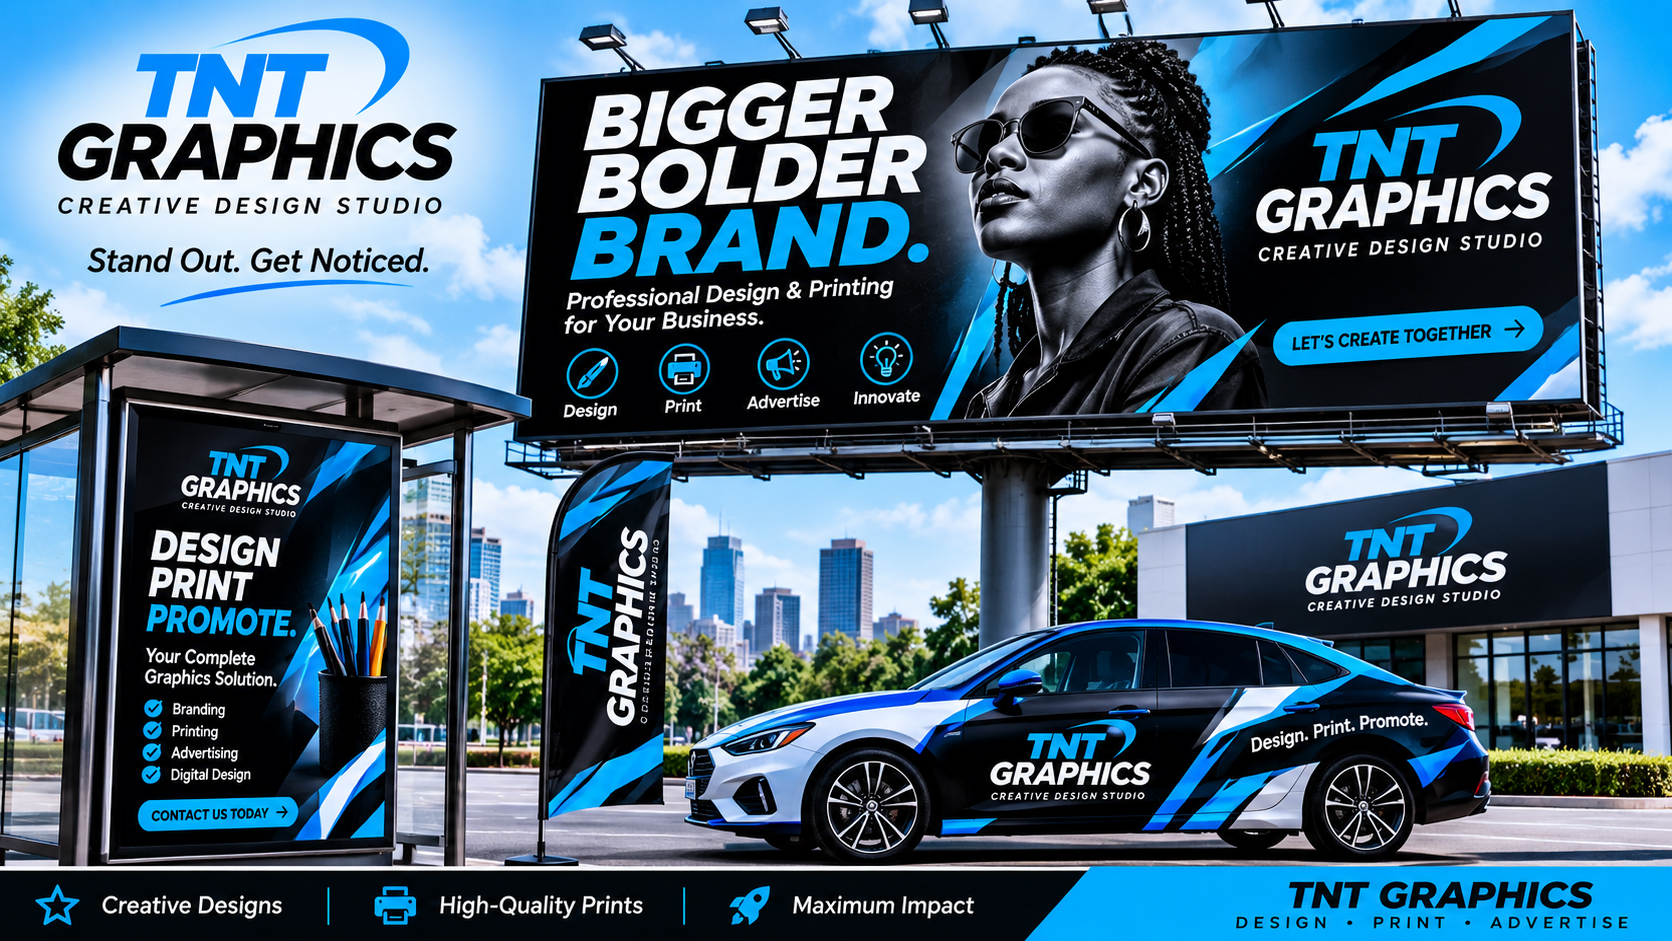 TNT
GRAPHICS
CREATIVE DESIGN STUDIO
Stand Out. Get Noticed.
BIGGER
BOLDER
BRAND.
Professional Design & Printing
for Your Business.
Design
Print
Advertise
Innovate
TNT
GRAPHICS
CREATIVE DESIGN STUDIO
LET'S CREATE TOGETHER
TNT
GRAPHICS
CREATIVE DESIGN STUDIO
DESIGN
PRINT
PROMOTE.
Your Complete
Graphics Solution.
Branding
Printing
Advertising
Digital Design
CONTACT US TODAY
TNT
GRAPHICS
TNT
GRAPHICS
CREATIVE DESIGN STUDIO
TNT
GRAPHICS
CREATIVE DESIGN STUDIO
Design. Print. Promote.
Creative Designs
High-Quality Prints
Maximum Impact
TNT GRAPHICS
DESIGN • PRINT • ADVERTISE